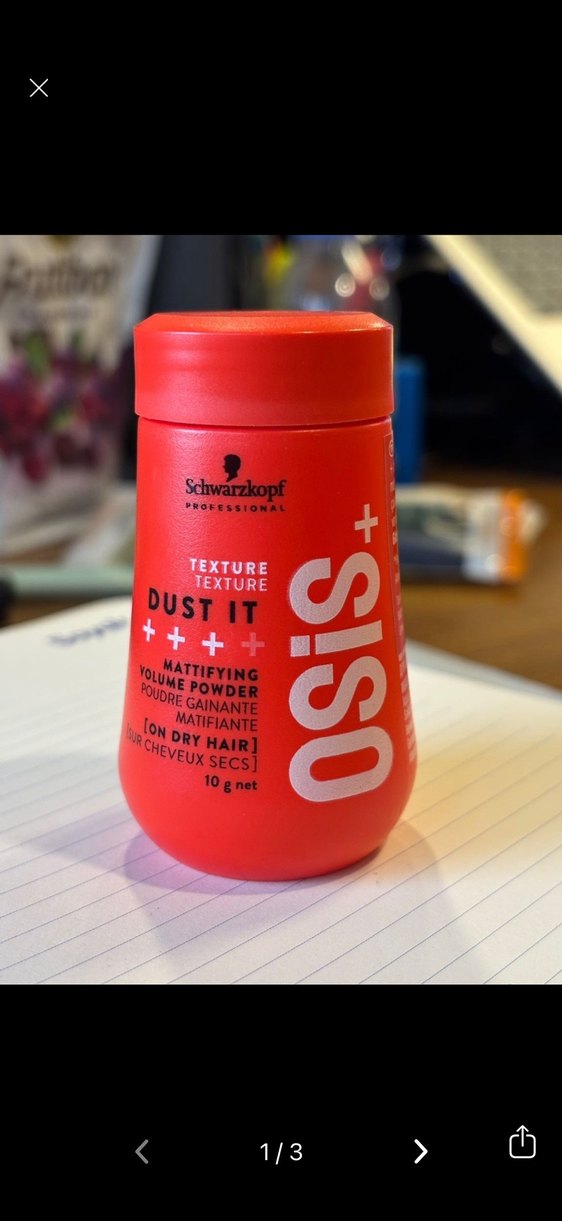 Schwarzkopf
PROFESSIONAL
TEXTURE
TEXTURE
DUST IT
MATTIFYING
VOLUME POWDER
POUDRE GAINANTE
MATIFIANTE
[ON DRY HAIR]
[SUR CHEVEUX SECS]
10 g net
OSiS+
1/3